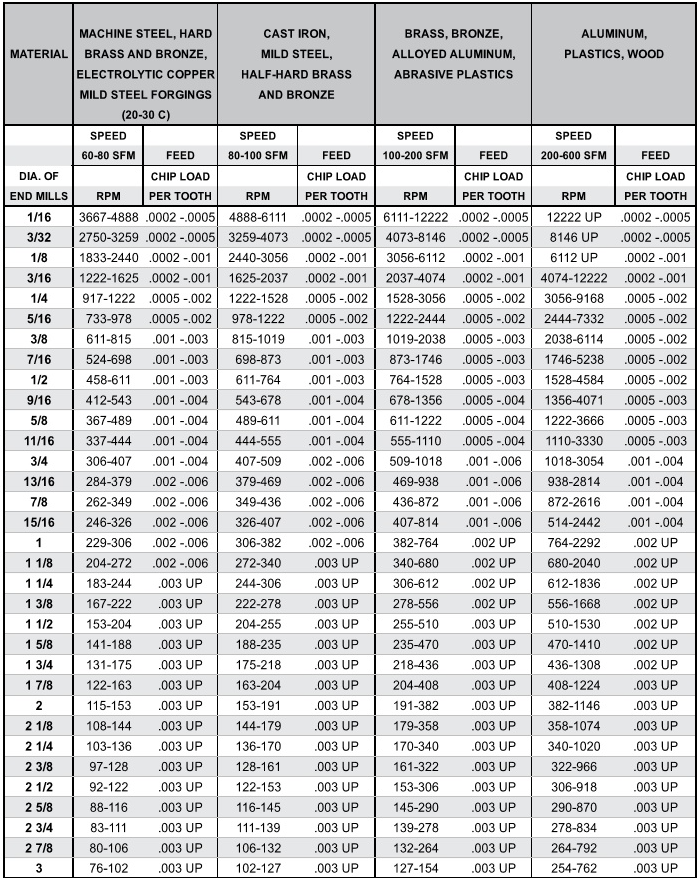 MATERIAL
MACHINE STEEL, HARD
BRASS AND BRONZE,
ELECTROLYTIC COPPER
MILD STEEL FORGINGS
(20-30 C)
CAST IRON,
MILD STEEL,
HALF-HARD BRASS
AND BRONZE
BRASS, BRONZE,
ALLOYED ALUMINUM,
ABRASIVE PLASTICS
ALUMINUM,
PLASTICS, WOOD
SPEED SPEED SPEED SPEED
60-80 SFM FEED 80-100 SFM FEED 100-200 SFM FEED 200-600 SFM FEED
DIA. OF CHIP LOAD CHIP LOAD CHIP LOAD CHIP LOAD
END MILLS RPM PER TOOTH RPM PER TOOTH RPM PER TOOTH RPM PER TOOTH
1/16 3667-4888 .0002 -.0005 4888-6111 .0002 -.0005 6111-12222 .0002 -.0005 12222 UP .0002 -.0005
3/32 2750-3259 .0002 -.0005 3259-4073 .0002 -.0005 4073-8146 .0002 -.0005 8146 UP .0002 -.0005
1/8 1833-2440 .0002 -.001 2440-3056 .0002 -.001 3056-6112 .0002 -.001 6112 UP .0002 -.001
3/16 1222-1625 .0002 -.001 1625-2037 .0002 -.001 2037-4074 .0002 -.001 4074-12222 .0002 -.001
1/4 917-1222 .0005 -.002 1222-1528 .0005 -.002 1528-3056 .0005 -.002 3056-9168 .0005 -.002
5/16 733-978 .0005 -.002 978-1222 .0005 -.002 1222-2444 .0005 -.002 2444-7332 .0005 -.002
3/8 611-815 .001 -.003 815-1019 .001 -.003 1019-2038 .0005 -.003 2038-6114 .0005 -.002
7/16 524-698 .001 -.003 698-873 .001 -.003 873-1746 .0005 -.003 1746-5238 .0005 -.002
1/2 458-611 .001 -.003 611-764 .001 -.003 764-1528 .0005 -.003 1528-4584 .0005 -.002
9/16 412-543 .001 -.004 543-678 .001 -.004 678-1356 .0005 -.004 1356-4071 .0005 -.003
5/8 367-489 .001 -.004 489-611 .001 -.004 611-1222 .0005 -.004 1222-3666 .0005 -.003
11/16 337-444 .001 -.004 444-555 .001 -.004 555-1110 .0005 -.004 1110-3330 .0005 -.003
3/4 306-407 .001 -.004 407-509 .002 -.006 509-1018 .001 -.006 1018-3054 .001 -.004
13/16 284-379 .002 -.006 379-469 .002 -.006 469-938 .001 -.006 938-2814 .001 -.004
7/8 262-349 .002 -.006 349-436 .002 -.006 436-872 .001 -.006 872-2616 .001 -.004
15/16 246-326 .002 -.006 326-407 .002 -.006 407-814 .001 -.006 514-2442 .001 -.004
1 229-306 .002 -.006 306-382 .002 -.006 382-764 .002 UP 764-2292 .002 UP
1 1/8 204-272 .002 -.006 272-340 .003 UP 340-680 .002 UP 680-2040 .002 UP
1 1/4 183-244 .003 UP 244-306 .003 UP 306-612 .002 UP 612-1836 .002 UP
1 3/8 167-222 .003 UP 222-278 .003 UP 278-556 .002 UP 556-1668 .002 UP
1 1/2 153-204 .003 UP 204-255 .003 UP 255-510 .003 UP 510-1530 .002 UP
1 5/8 141-188 .003 UP 188-235 .003 UP 235-470 .003 UP 470-1410 .002 UP
1 3/4 131-175 .003 UP 175-218 .003 UP 218-436 .003 UP 436-1308 .002 UP
1 7/8 122-163 .003 UP 163-204 .003 UP 204-408 .003 UP 408-1224 .003 UP
2 115-153 .003 UP 153-191 .003 UP 191-382 .003 UP 382-1146 .003 UP
2 1/8 108-144 .003 UP 144-179 .003 UP 179-358 .003 UP 358-1074 .003 UP
2 1/4 103-136 .003 UP 136-170 .003 UP 170-340 .003 UP 340-1020 .003 UP
2 3/8 97-128 .003 UP 128-161 .003 UP 161-322 .003 UP 322-966 .003 UP
2 1/2 92-122 .003 UP 122-153 .003 UP 153-306 .003 UP 306-918 .003 UP
2 5/8 88-116 .003 UP 116-145 .003 UP 145-290 .003 UP 290-870 .003 UP
2 3/4 83-111 .003 UP 111-139 .003 UP 139-278 .003 UP 278-834 .003 UP
2 7/8 80-106 .003 UP 106-132 .003 UP 132-264 .003 UP 264-792 .003 UP
3 76-102 .003 UP 102-127 .003 UP 127-154 .003 UP 254-762 .003 UP